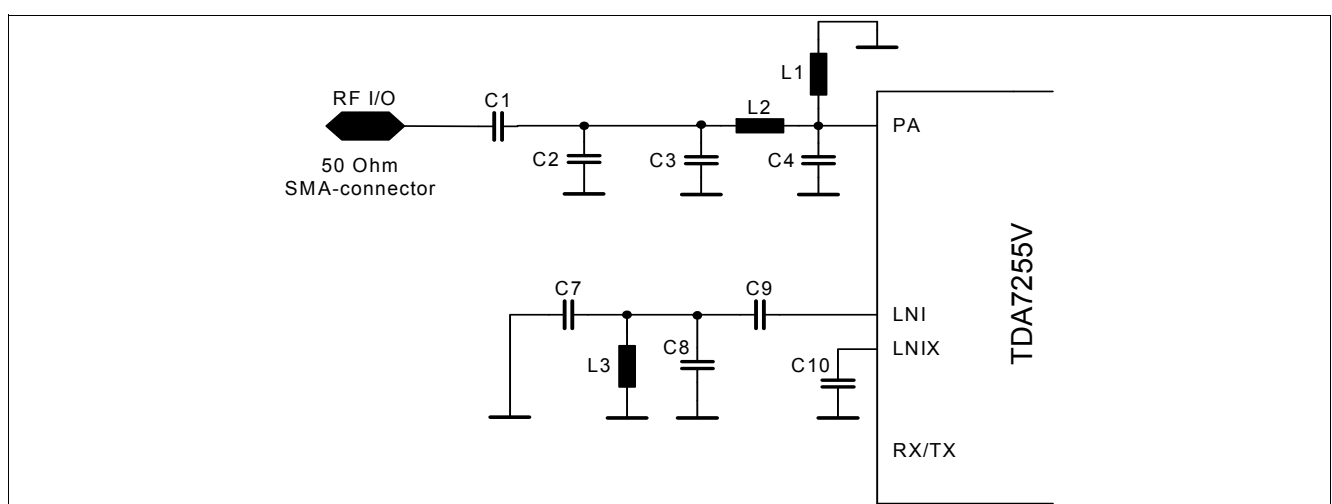 L1
RF I/O
C1
L2
PA
50 Ohm
SMA-connector
C2
C3
C4
TDA7255V
C7
C9
LNI
LNIX
L3
C8
C10
RX/TX